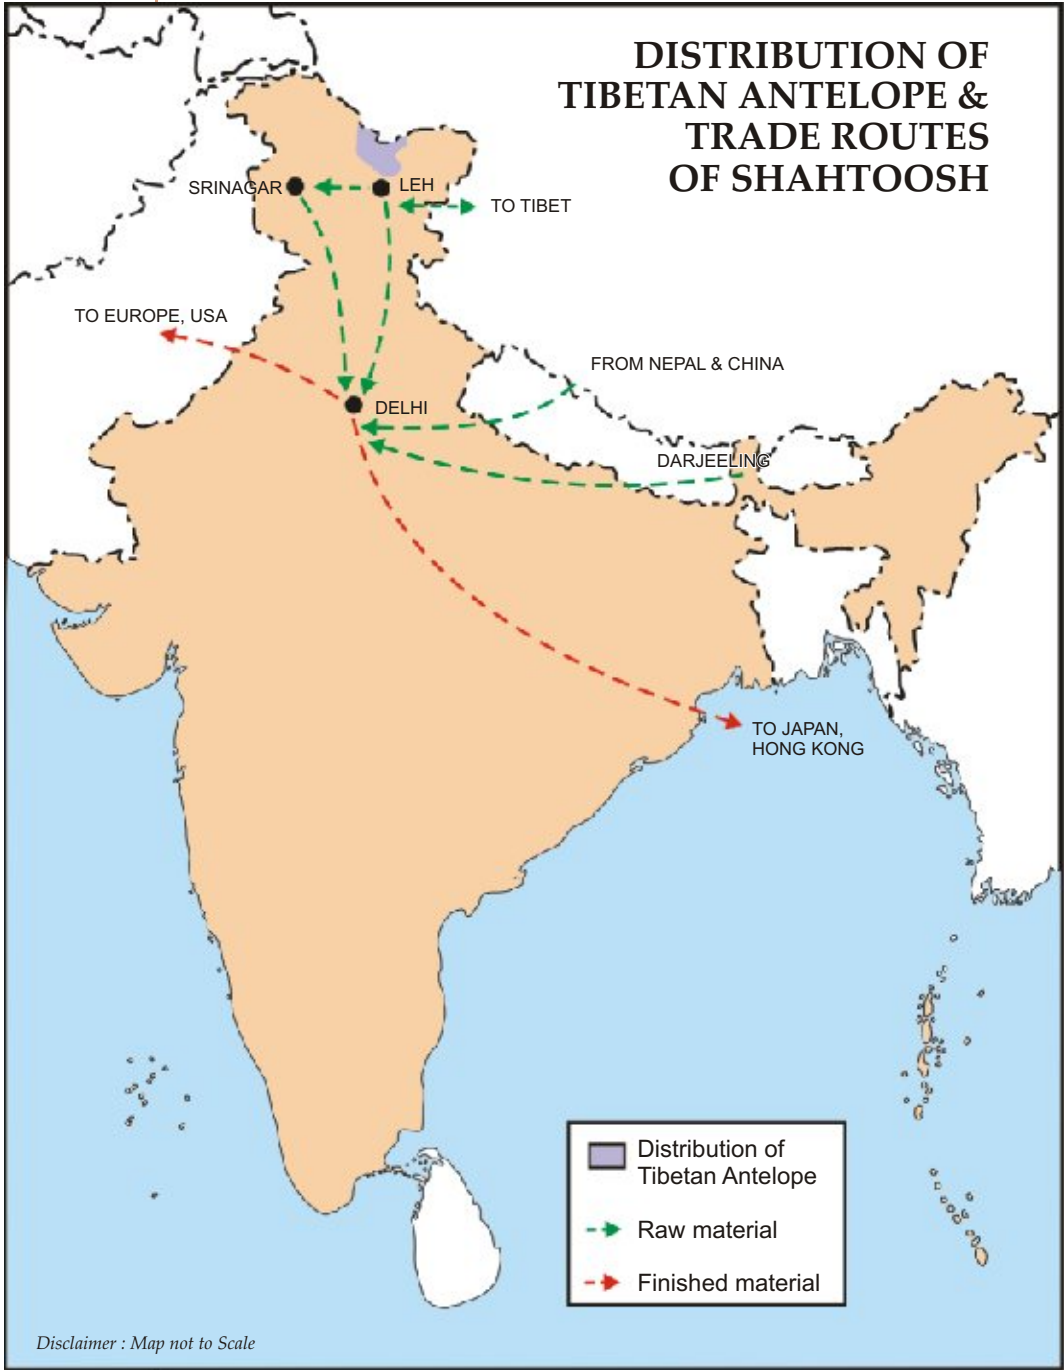 DISTRIBUTION OF
TIBETAN ANTELOPE &
TRADE ROUTES
OF SHAHTOOSH
SRINAGAR
LEH
TO TIBET
TO EUROPE, USA
FROM NEPAL & CHINA
DELHI
DARJEELING
TO JAPAN,
HONG KONG
Distribution of
Tibetan Antelope
Raw material
Finished material
Disclaimer : Map not to Scale